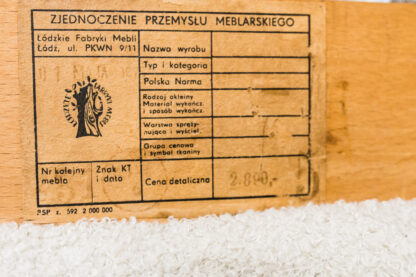 ZJEDNOCZENIE PRZEMYSŁU MEBLARSKIEGO
Łódzkie Fabryki Mebli
Łódź, ul. PKWN 9/11
Nazwa wyrobu
Typ i kategoria
Polska Norma
Rodzaj okleiny
Materiał wykończ.
i sposób wykończ.
Warstwa spręży-
nująca i wyściel.
Grupa cenowa
i symbol tkaniny
Nr kolejny
mebla
Znak KT
i data
Cena detaliczna
2.800,-
PSP z. 592 2 000 000